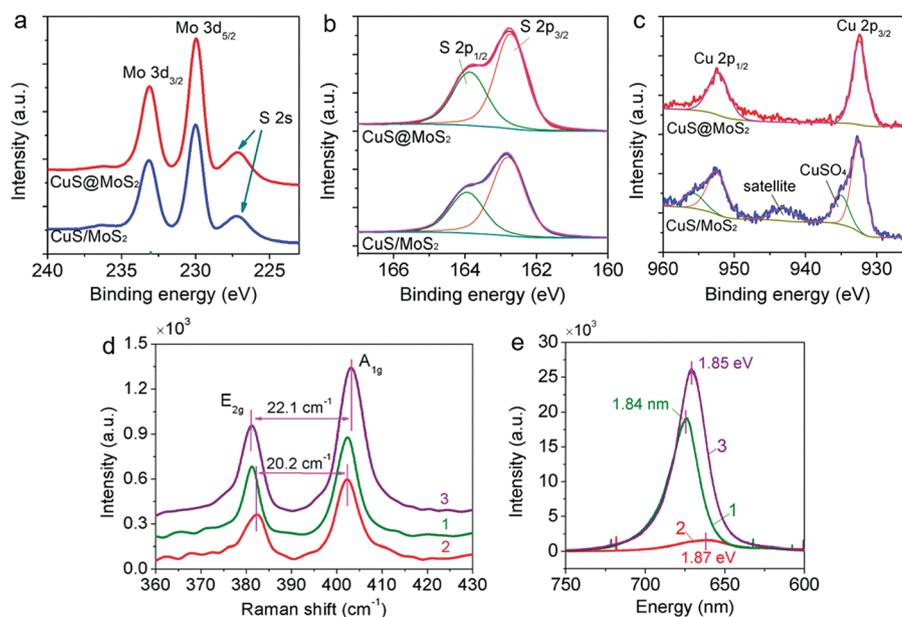 a
Mo 3d5/2
Mo 3d3/2
S 2s
CuS@MoS2
CuS/MoS2
Intensity (a.u.)
240 235 230 225
Binding energy (eV)
b
S 2p3/2
S 2p1/2
CuS@MoS2
CuS/MoS2
Intensity (a.u.)
166 164 162 160
Binding energy (eV)
c
Cu 2p3/2
Cu 2p1/2
CuS@MoS2
CuSO4
satellite
CuS/MoS2
Intensity (a.u.)
960 950 940 930
Binding energy (eV)
×10³
d
A1g
E2g
22.1 cm-1
20.2 cm-1
3
1
2
1.5
1.2
0.9
0.6
0.3
0.0
Intensity (a.u.)
360 370 380 390 400 410 420 430
Raman shift (cm-1)
×10³
e
1.85 eV
1.84 nm
3
1
2
1.87 eV
30
25
20
15
10
5
0
Intensity (a.u.)
750 700 650 600
Energy (nm)